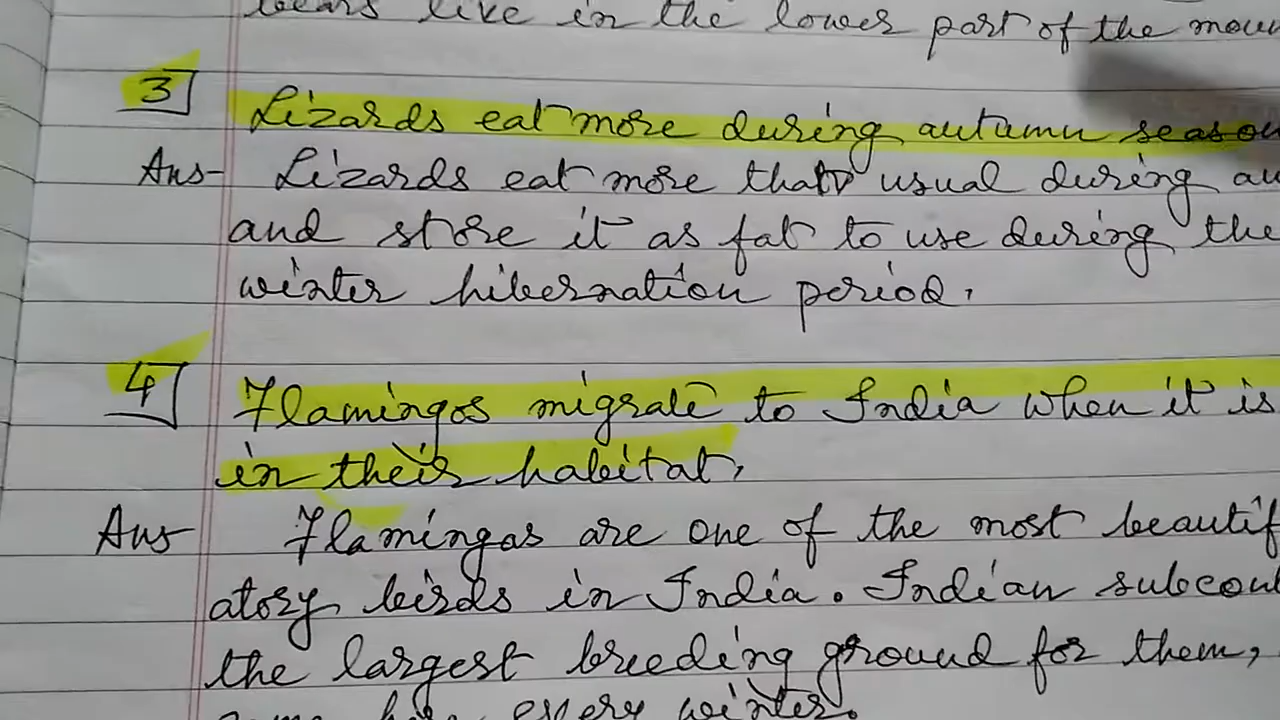 bears live in the lower part of the moun
3 Lizards eat more during autumn season
Ans- Lizards eat more than usual during au
and store it as fat to use during the
winter hibernation period.
4 Flamingos migrate to India when it is
in their habitat.
Ans Flamingas are one of the most beautif
atory birds in India. Indian subcont
the largest breeding ground for them,
every winter.